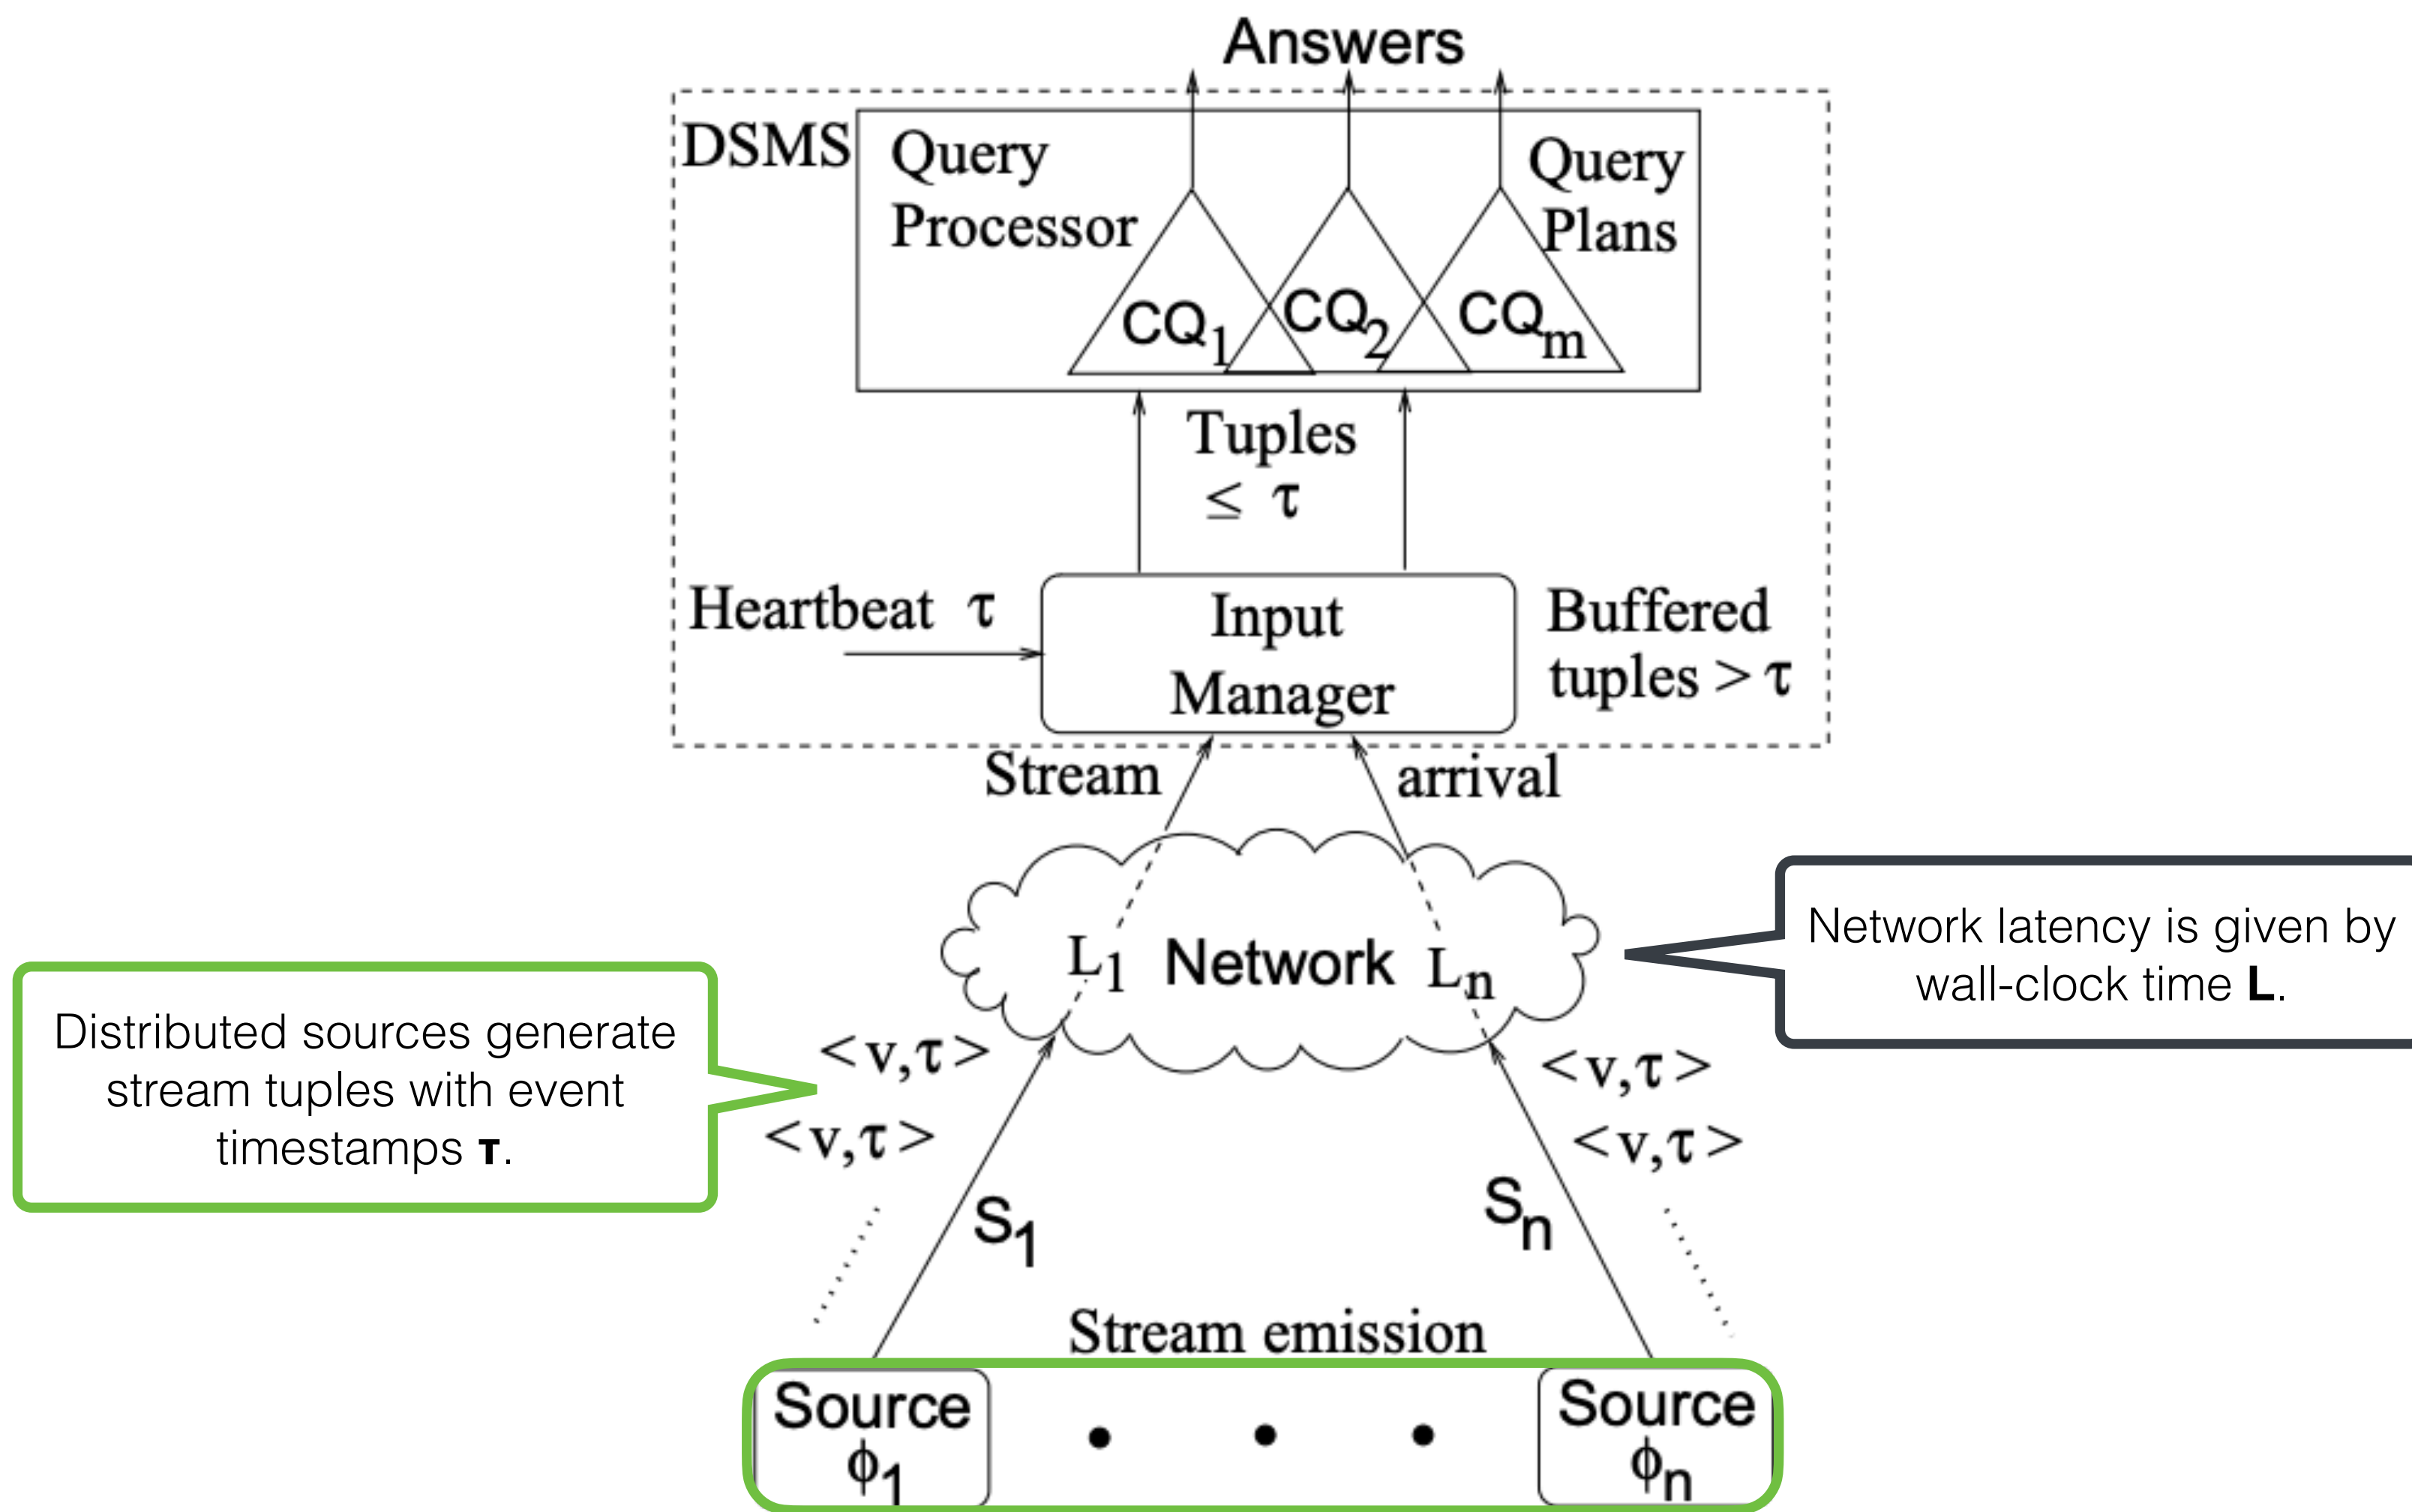 Answers
DSMS
Query
Processor
Query
Plans
CQ1
CQ2
CQm
Tuples
≤ τ
Heartbeat τ
Input
Manager
Buffered
tuples > τ
Stream
arrival
L1
Network
Ln
Network latency is given by
wall-clock time L.
Distributed sources generate
stream tuples with event
timestamps τ.
<v,τ>
<v,τ>
<v,τ>
<v,τ>
S1
Sn
Stream emission
Source
ϕ1
Source
ϕn